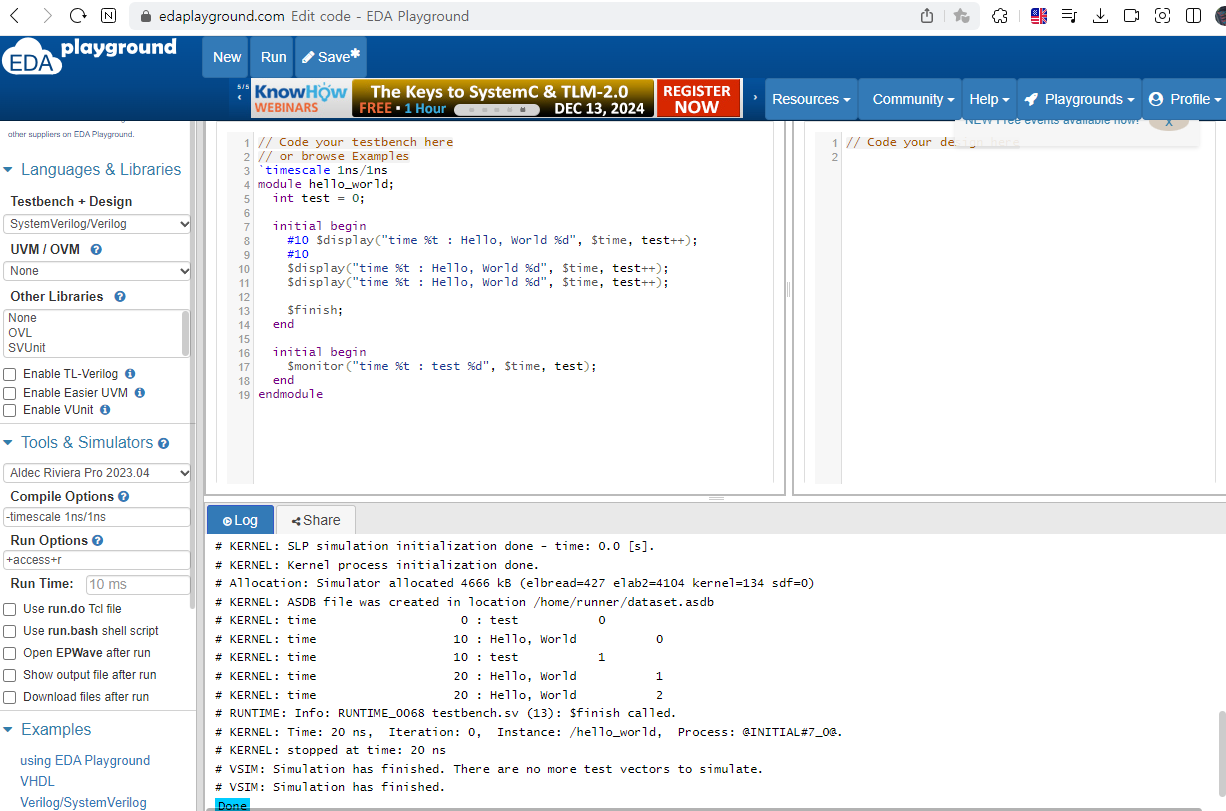 edaplayground.com Edit code - EDA Playground
EDA playground
New Run Save*
5/5
KnowHow WEBINARS
The Keys to SystemC & TLM-2.0
FREE • 1 Hour DEC 13, 2024
REGISTER NOW
Resources Community Help Playgrounds Profile
NEW Free events available now! X
other suppliers on EDA Playground.
Languages & Libraries
Testbench + Design
SystemVerilog/Verilog
UVM / OVM
None
Other Libraries
None
OVL
SVUnit
Enable TL-Verilog
Enable Easier UVM
Enable VUnit
Tools & Simulators
Aldec Riviera Pro 2023.04
Compile Options
-timescale 1ns/1ns
Run Options
+access+r
Run Time: 10 ms
Use run.do Tcl file
Use run.bash shell script
Open EPWave after run
Show output file after run
Download files after run
Examples
using EDA Playground
VHDL
Verilog/SystemVerilog
1 // Code your testbench here
2 // or browse Examples
3 `timescale 1ns/1ns
4 module hello_world;
5 int test = 0;
6
7 initial begin
8 #10 $display("time %t : Hello, World %d", $time, test++);
9 #10
10 $display("time %t : Hello, World %d", $time, test++);
11 $display("time %t : Hello, World %d", $time, test++);
12
13 $finish;
14 end
15
16 initial begin
17 $monitor("time %t : test %d", $time, test);
18 end
19 endmodule
1 // Code your design here
2
Log Share
# KERNEL: SLP simulation initialization done - time: 0.0 [s].
# KERNEL: Kernel process initialization done.
# Allocation: Simulator allocated 4666 kB (elbread=427 elab2=4104 kernel=134 sdf=0)
# KERNEL: ASDB file was created in location /home/runner/dataset.asdb
# KERNEL: time 0 : test 0
# KERNEL: time 10 : Hello, World 0
# KERNEL: time 10 : test 1
# KERNEL: time 20 : Hello, World 1
# KERNEL: time 20 : Hello, World 2
# RUNTIME: Info: RUNTIME_0068 testbench.sv (13): $finish called.
# KERNEL: Time: 20 ns, Iteration: 0, Instance: /hello_world, Process: @INITIAL#7_0@.
# KERNEL: stopped at time: 20 ns
# VSIM: Simulation has finished. There are no more test vectors to simulate.
# VSIM: Simulation has finished.
Done